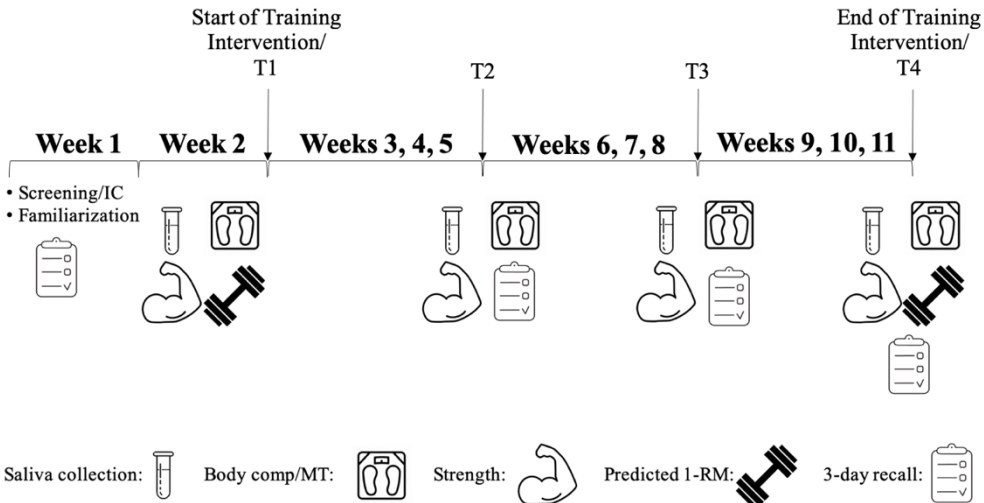 Start of Training
Intervention/
T1
T2
T3
End of Training
Intervention/
T4
Week 1
Week 2
Weeks 3, 4, 5
Weeks 6, 7, 8
Weeks 9, 10, 11
• Screening/IC
• Familiarization
Saliva collection:
Body comp/MT:
Strength:
Predicted 1-RM:
3-day recall: